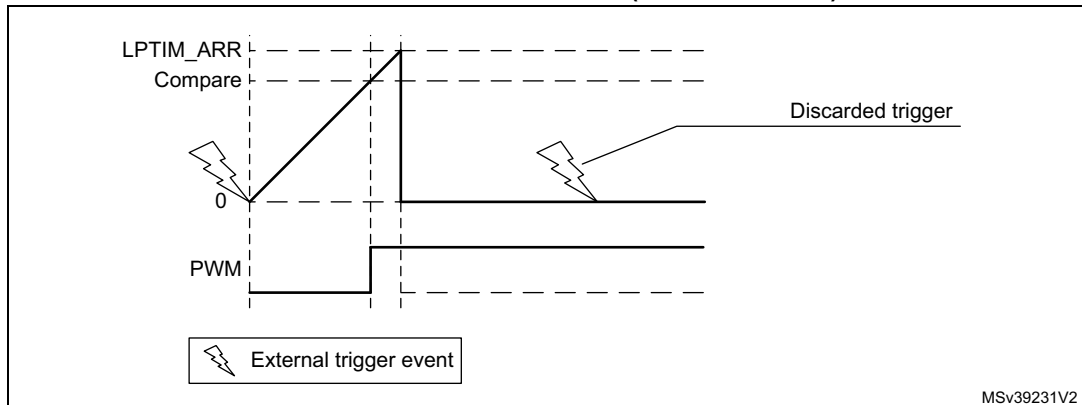 LPTIM_ARR
Compare
Discarded trigger
0
PWM
External trigger event
MSv39231V2